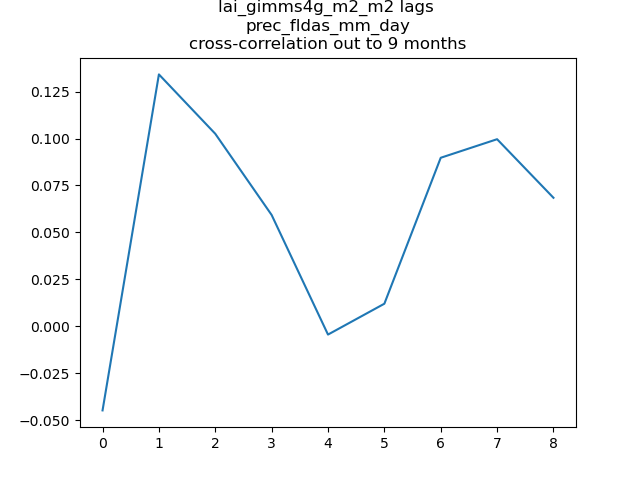 lai_gimms4g_m2_m2 lags
prec_fldas_mm_day
cross-correlation out to 9 months
0.125
0.100
0.075
0.050
0.025
0.000
−0.025
−0.050
0 1 2 3 4 5 6 7 8